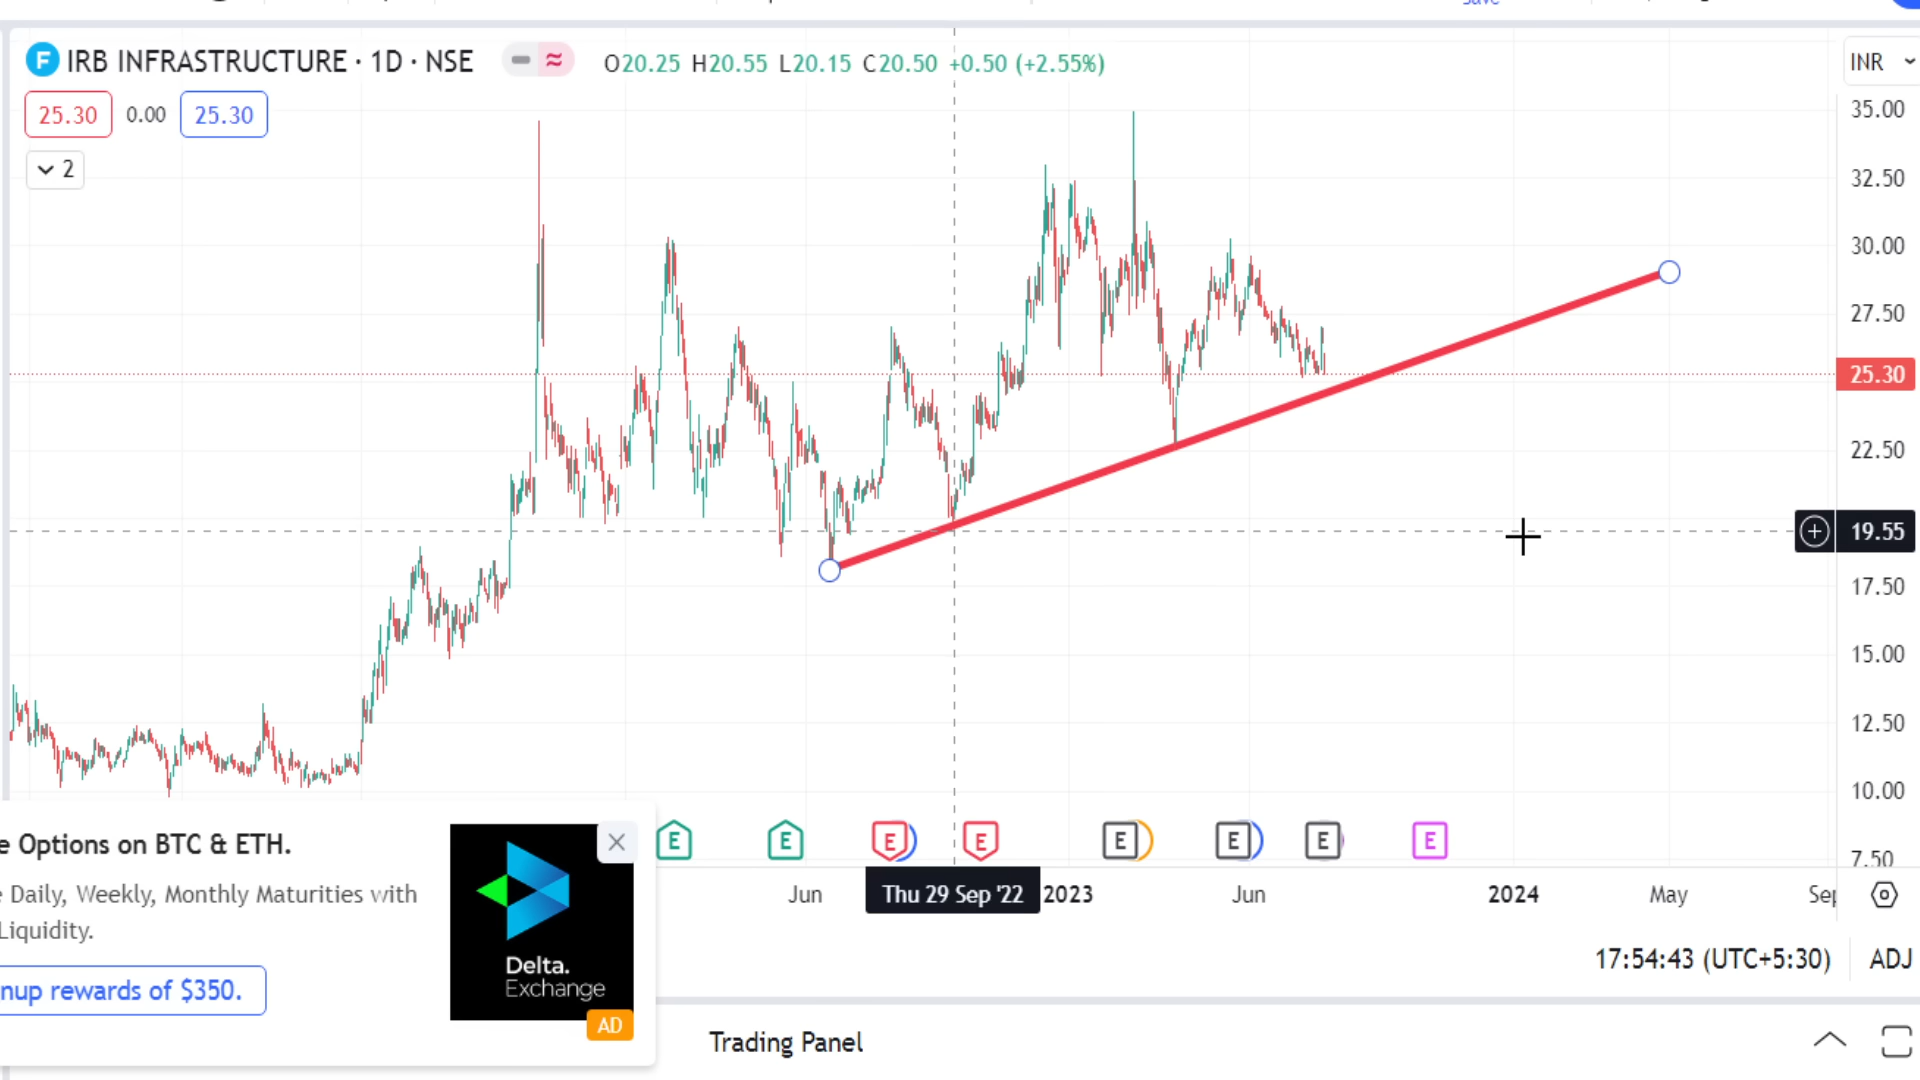 save
F IRB INFRASTRUCTURE · 1D · NSE
O20.25 H20.55 L20.15 C20.50 +0.50 (+2.55%)
INR
25.30 0.00 25.30
2
35.00
32.50
30.00
27.50
25.30
22.50
19.55
17.50
15.00
12.50
10.00
7.50
E E E E E E E E
Jun Thu 29 Sep '22 2023 Jun 2024 May Sep
Options on BTC & ETH.
Daily, Weekly, Monthly Maturities with
Liquidity.
nup rewards of $350.
Delta.
Exchange
AD
17:54:43 (UTC+5:30) ADJ
Trading Panel